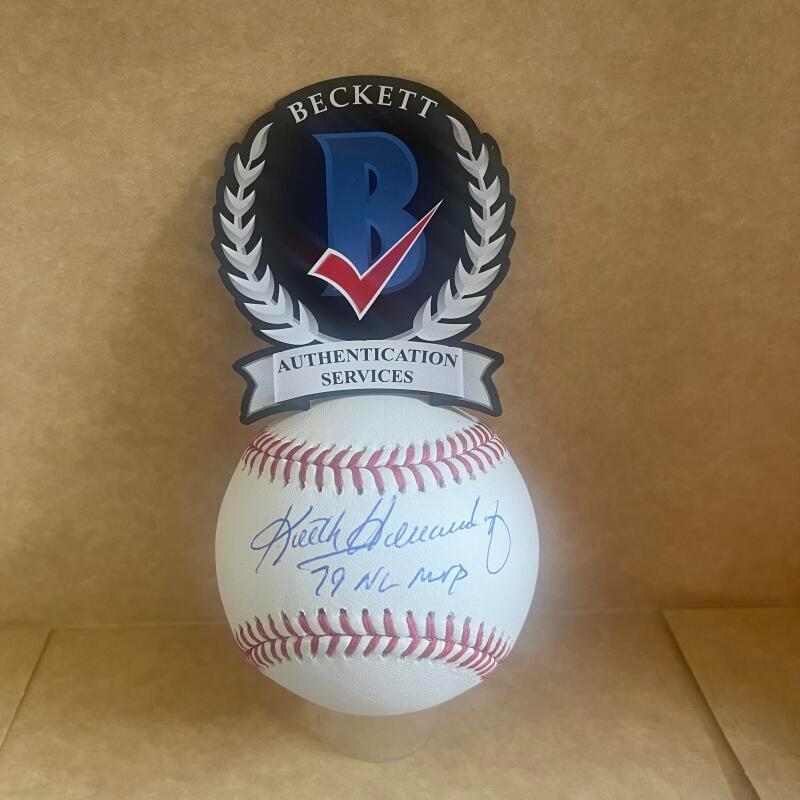 BECKETT
B
AUTHENTICATION
SERVICES
Keith Hernandez
79 NL MVP